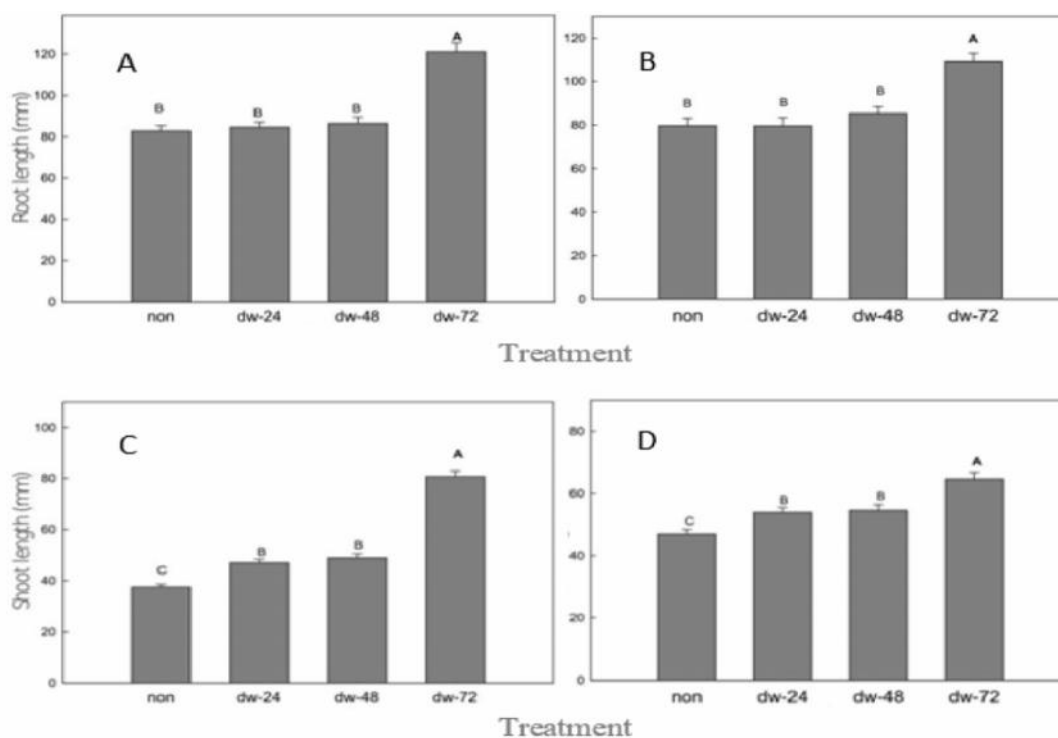 A
Root length (mm)
120
100
80
60
40
20
0
B
B
B
A
non
dw-24
dw-48
dw-72
B
120
100
80
60
40
20
0
B
B
B
A
non
dw-24
dw-48
dw-72
Treatment
C
Shoot length (mm)
100
80
60
40
20
0
C
B
B
A
non
dw-24
dw-48
dw-72
D
80
60
40
20
0
C
B
B
A
non
dw-24
dw-48
dw-72
Treatment